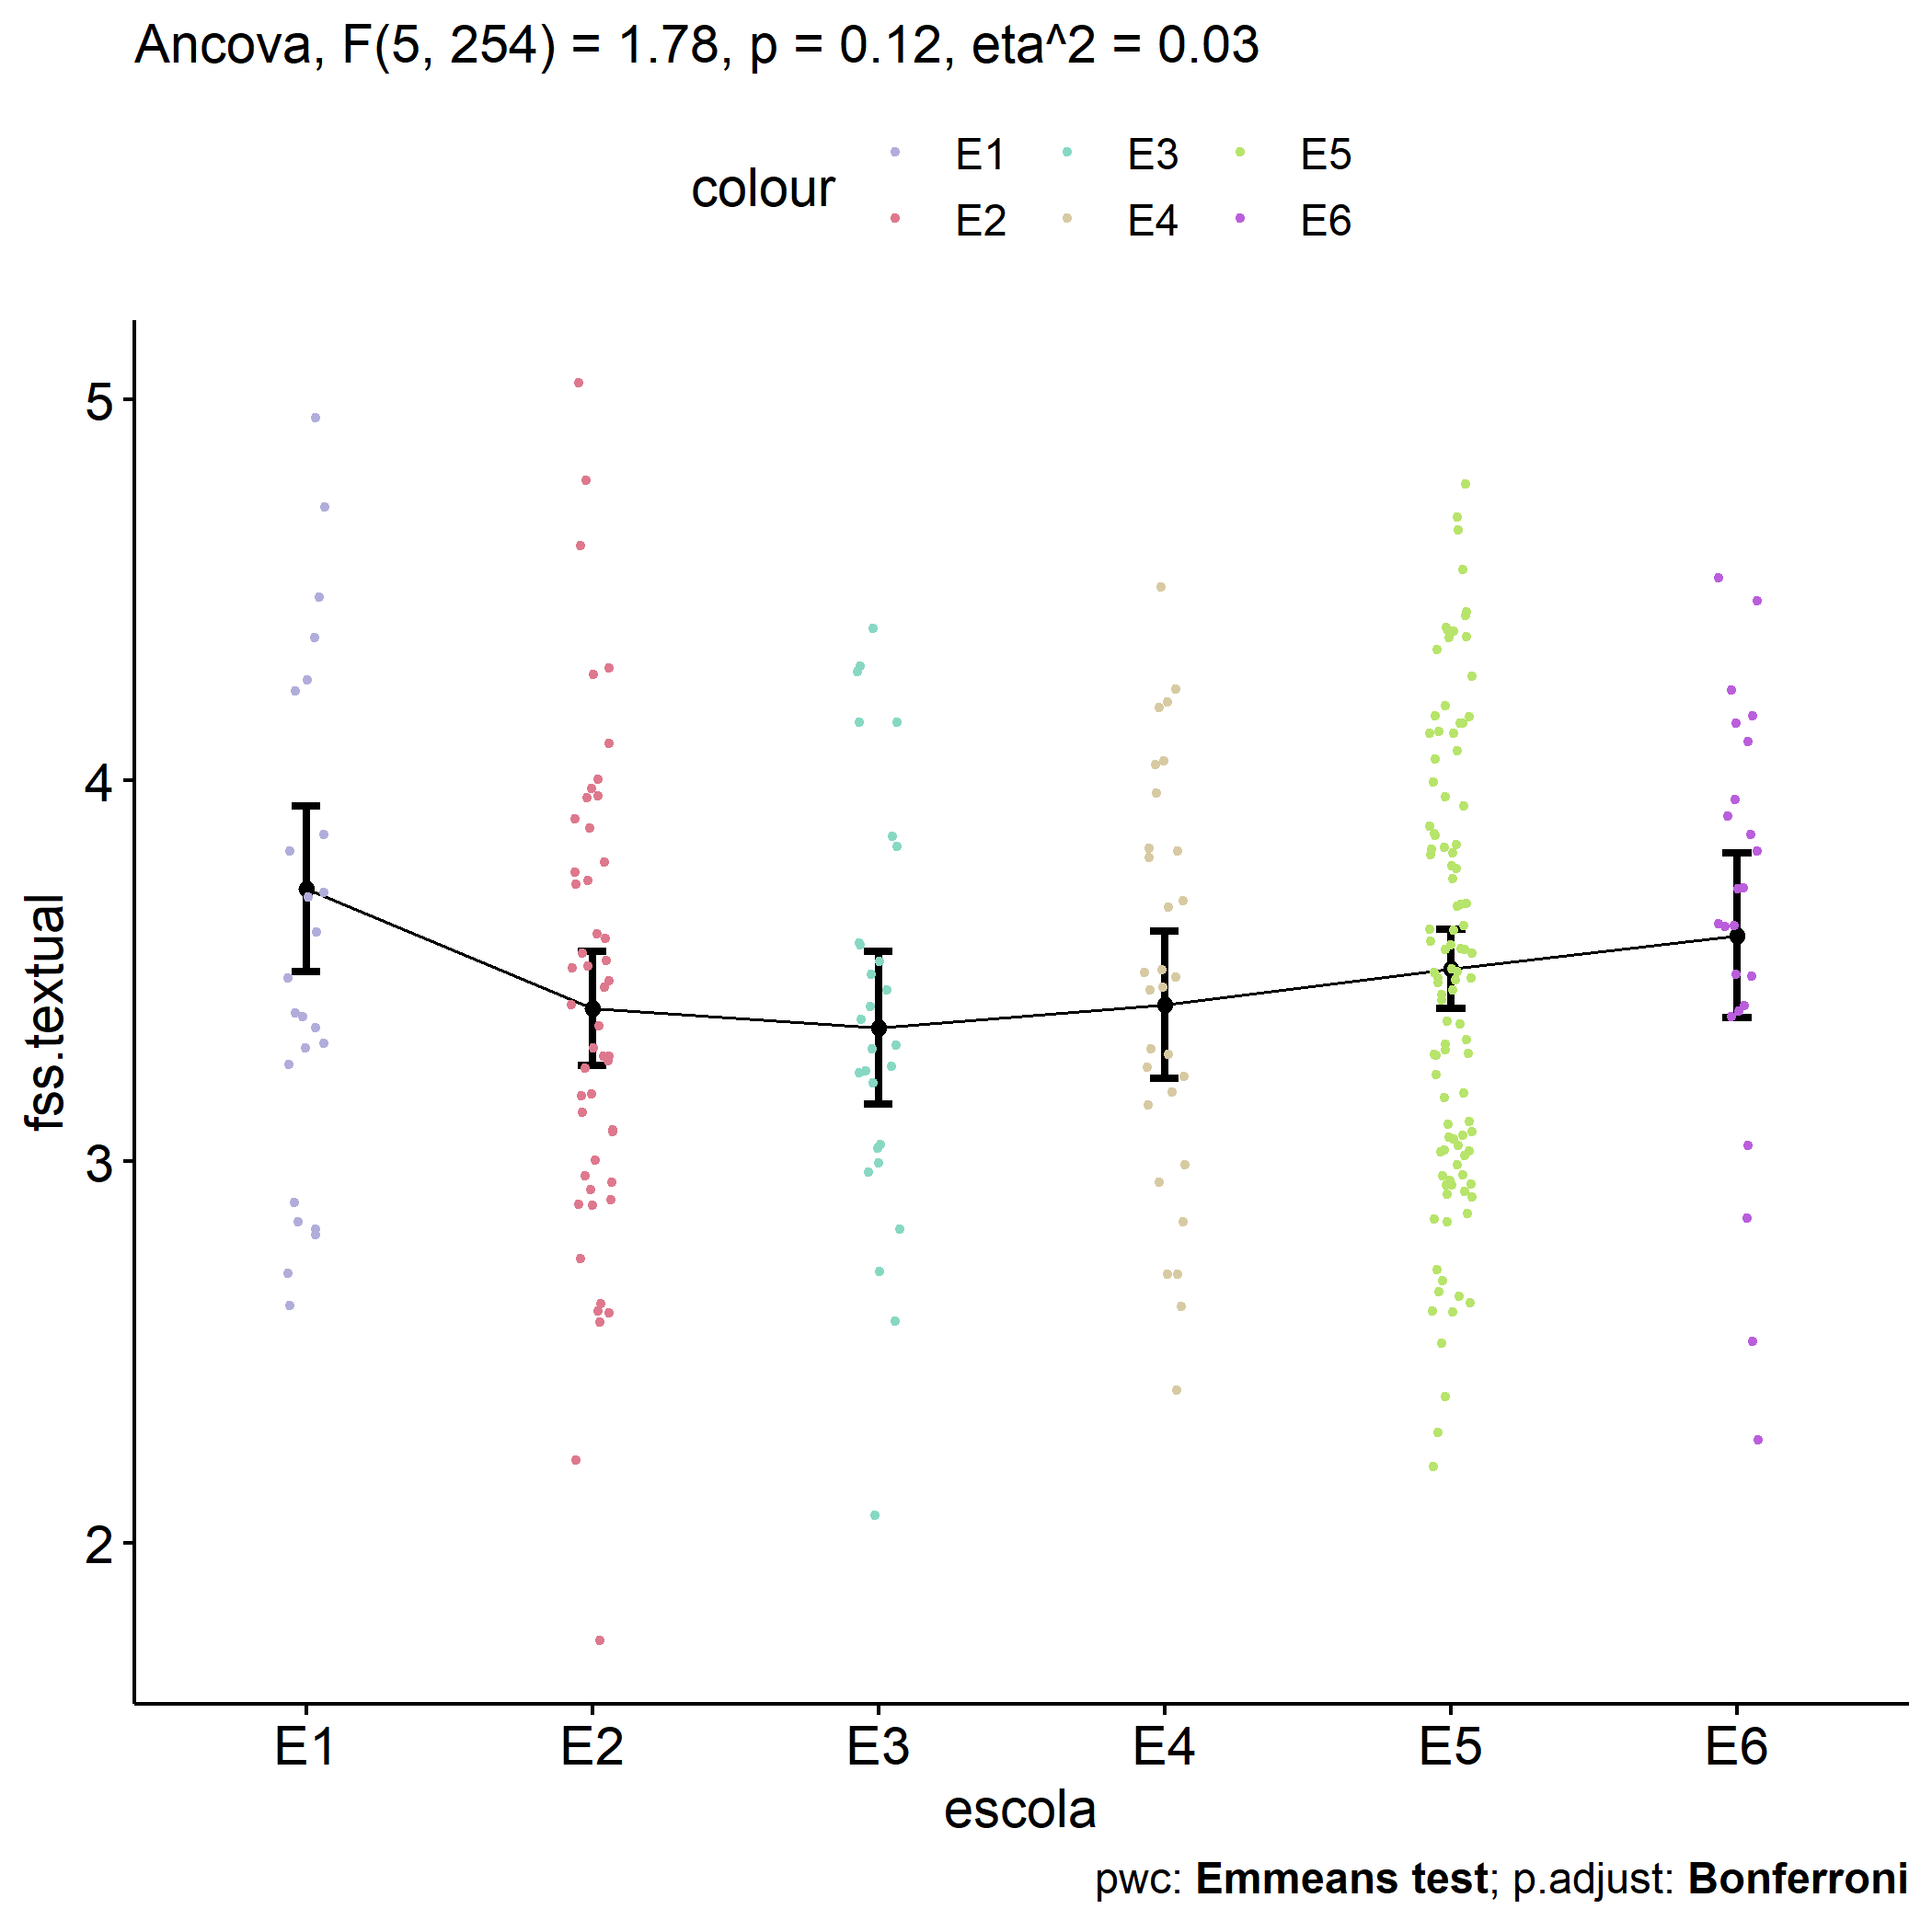 Ancova, F(5, 254) = 1.78, p = 0.12, eta^2 = 0.03
colour
E1 E3 E5
E2 E4 E6
fss.textual
5
4
3
2
E1 E2 E3 E4 E5 E6
escola
pwc: Emmeans test; p.adjust: Bonferroni